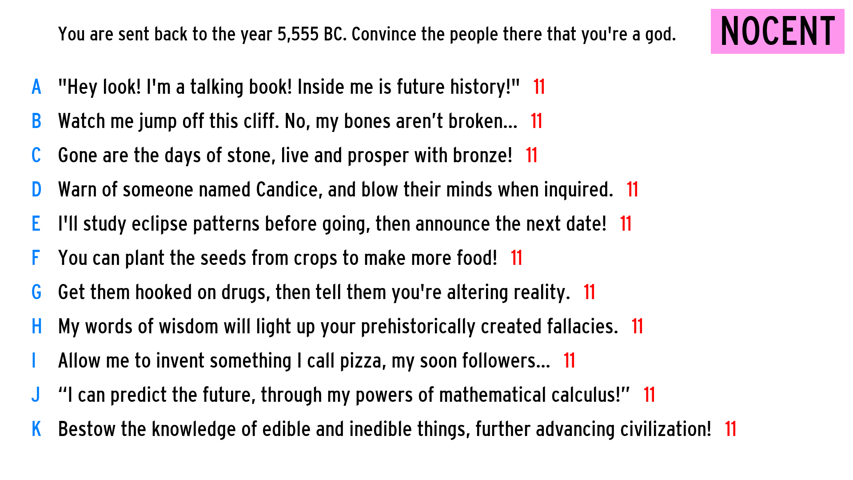 You are sent back to the year 5,555 BC. Convince the people there that you're a god.
NOCENT
A "Hey look! I'm a talking book! Inside me is future history!" 11
B Watch me jump off this cliff. No, my bones aren’t broken... 11
C Gone are the days of stone, live and prosper with bronze! 11
D Warn of someone named Candice, and blow their minds when inquired. 11
E I'll study eclipse patterns before going, then announce the next date! 11
F You can plant the seeds from crops to make more food! 11
G Get them hooked on drugs, then tell them you're altering reality. 11
H My words of wisdom will light up your prehistorically created fallacies. 11
I Allow me to invent something I call pizza, my soon followers... 11
J “I can predict the future, through my powers of mathematical calculus!” 11
K Bestow the knowledge of edible and inedible things, further advancing civilization! 11